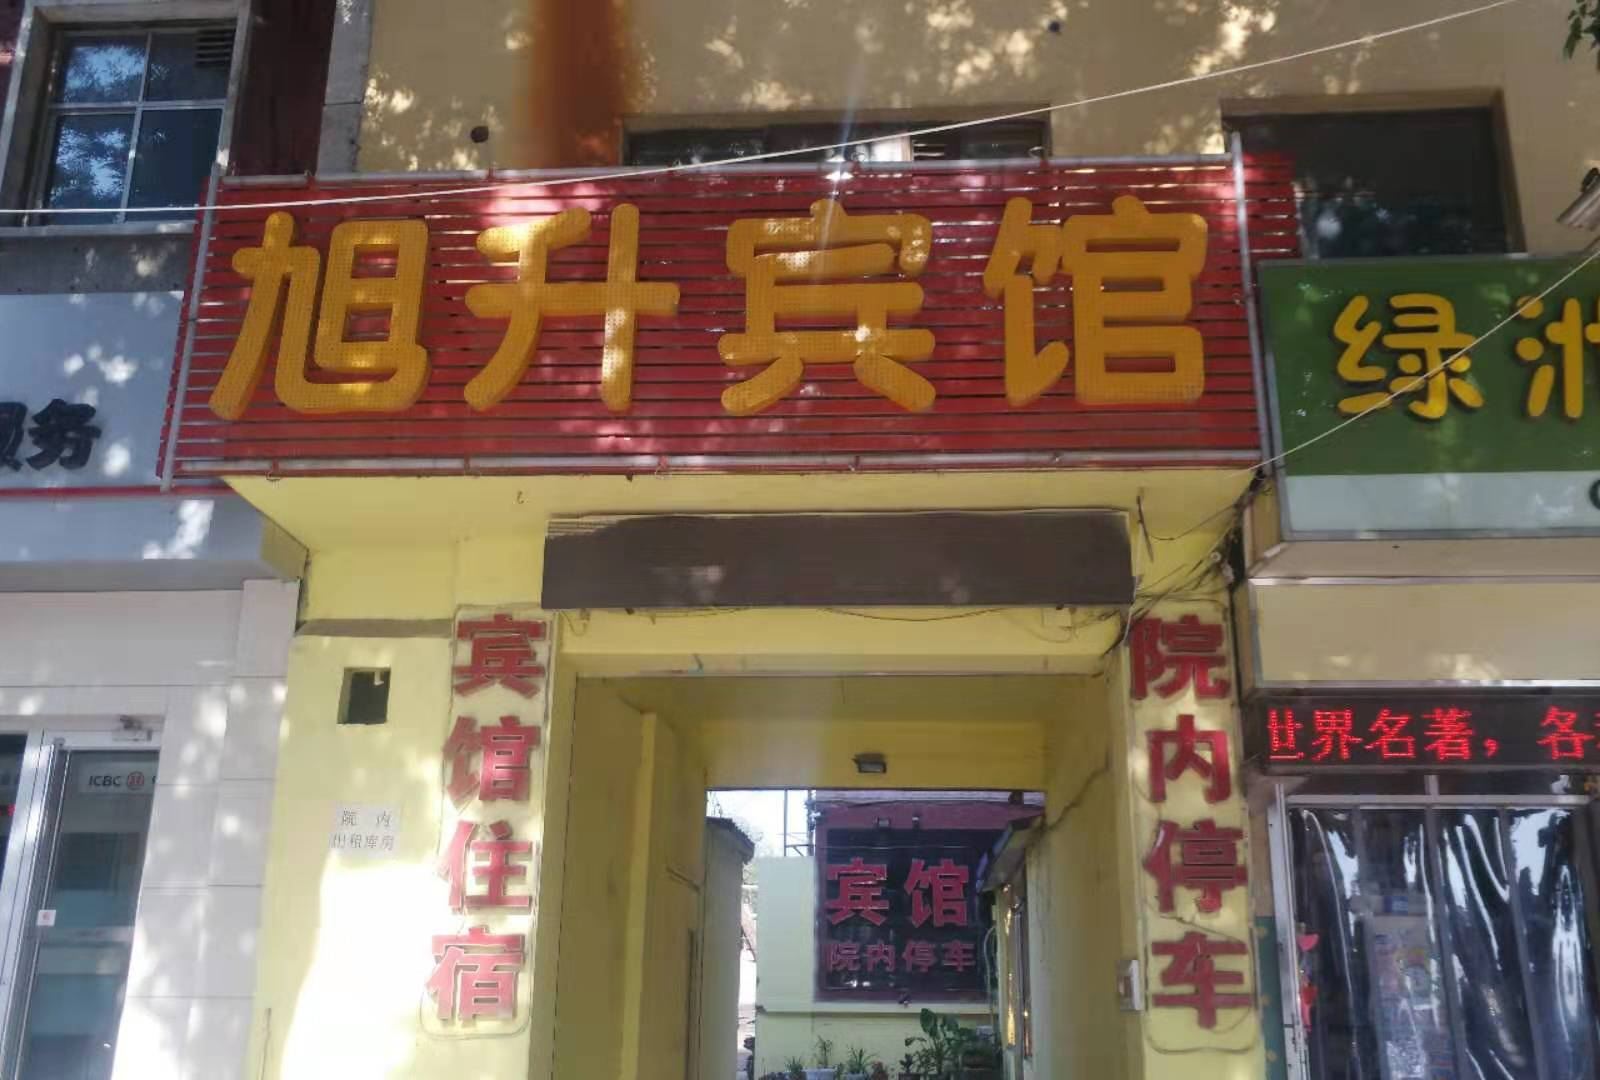 旭升宾馆
绿洲
服务
宾馆住宿
院内停车
世界名著，各
ICBC
院内
出租库房
宾馆
院内停车